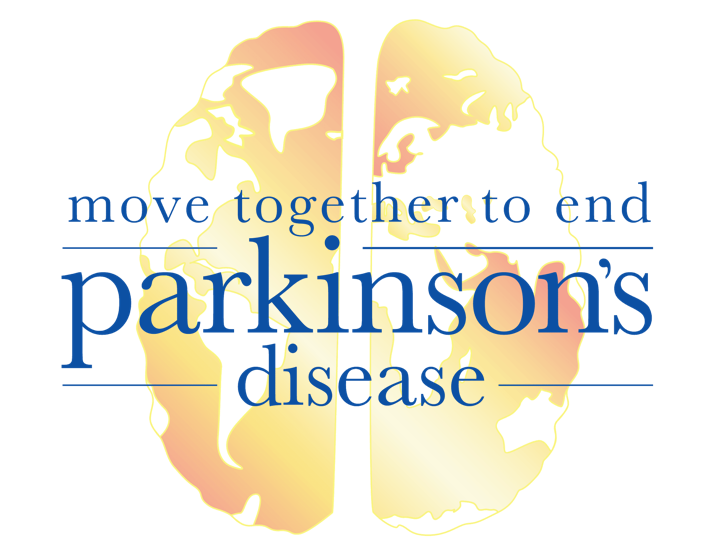 move together to end
parkinson's
disease